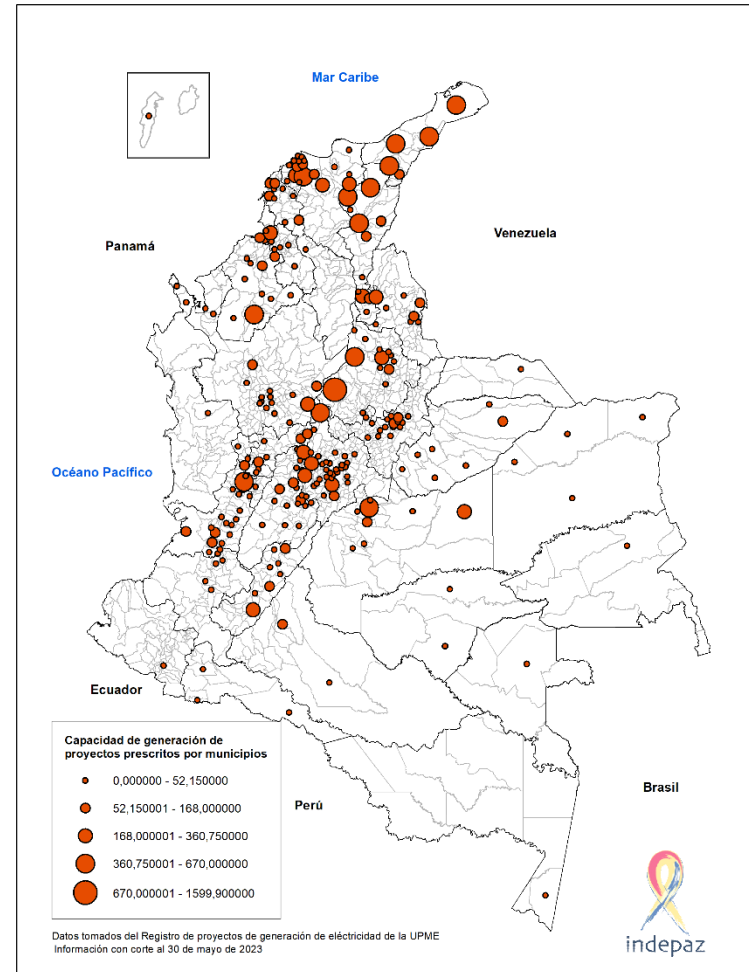 Mar Caribe
Panamá
Venezuela
Océano Pacífico
Ecuador
Perú
Brasil
Capacidad de generación de
proyectos prescritos por municipios
0,000000 - 52,150000
52,150001 - 168,000000
168,000001 - 360,750000
360,750001 - 670,000000
670,000001 - 1599,900000
indepaz
Datos tomados del Registro de proyectos de generación de eléctricidad de la UPME
Información con corte al 30 de mayo de 2023